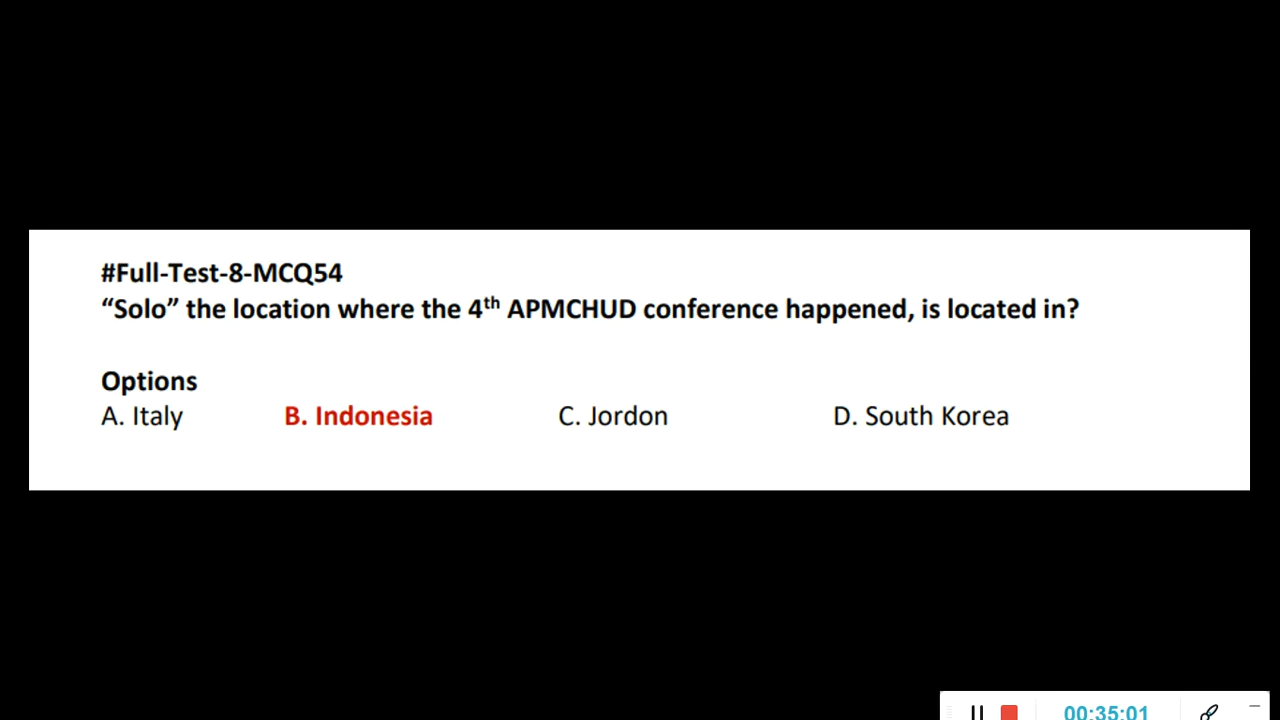 #Full-Test-8-MCQ54
“Solo” the location where the 4th APMCHUD conference happened, is located in?
Options
A. Italy B. Indonesia C. Jordon D. South Korea
00:35:01